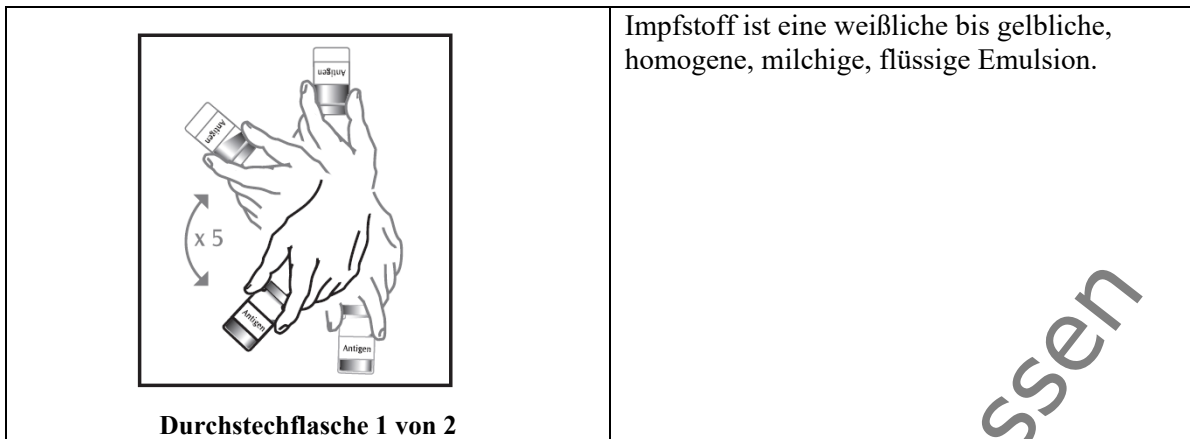 Impfstoff ist eine weißliche bis gelbliche,
homogene, milchige, flüssige Emulsion.
Antigen
Antigen
x 5
Antigen
Antigen
Durchstechflasche 1 von 2
ssen